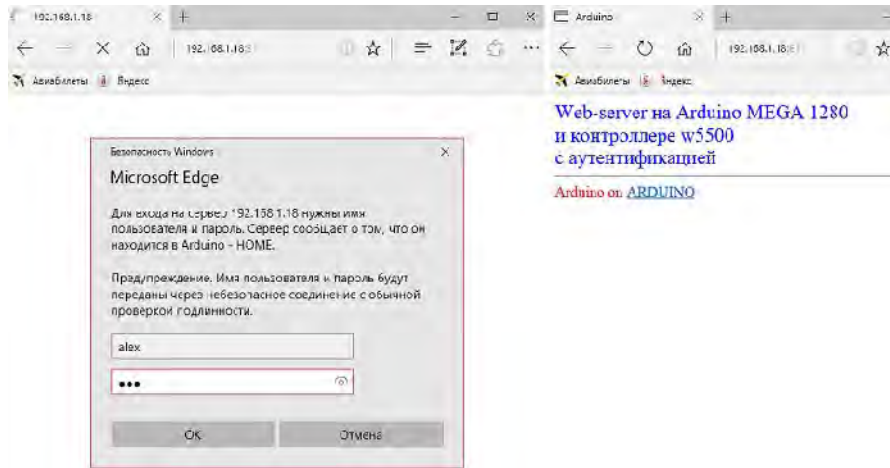 192.168.1.18
192.168.1.18:
Авиабилеты Яндекс
Безопасность Windows
Microsoft Edge
Для входа на сервер 192.168.1.18 нужны имя
пользователя и пароль. Сервер сообщает о том, что он
находится в Arduino - HOME.
Предупреждение. Имя пользователя и пароль будут
переданы через небезопасное соединение с обычной
проверкой подлинности.
alex
•••
OK Отмена
Arduino
192.168.1.18:
Авиабилеты Яндекс
Web-server на Arduino MEGA 1280
и контроллере w5500
с аутентификацией
Arduino on ARDUINO